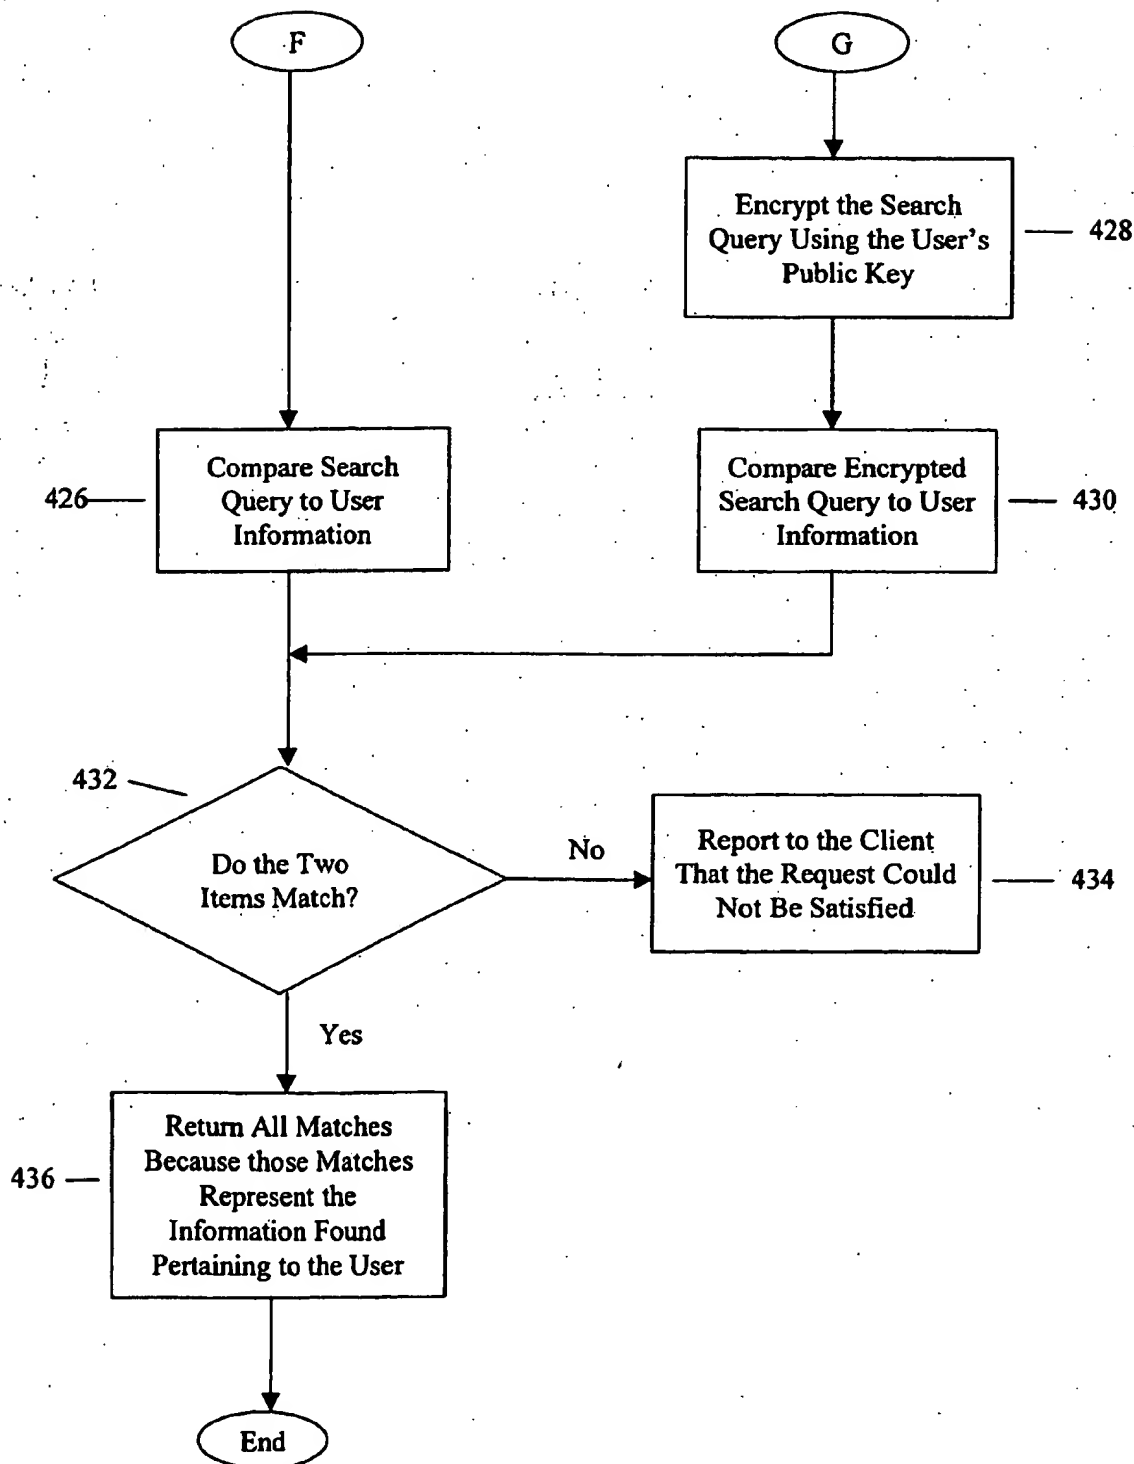 F
G
Encrypt the Search
Query Using the User's
Public Key
428
Compare Search
Query to User
Information
426
Compare Encrypted
Search Query to User
Information
430
432
Do the Two
Items Match?
No
Report to the Client
That the Request Could
Not Be Satisfied
434
Yes
Return All Matches
Because those Matches
Represent the
Information Found
Pertaining to the User
436
End